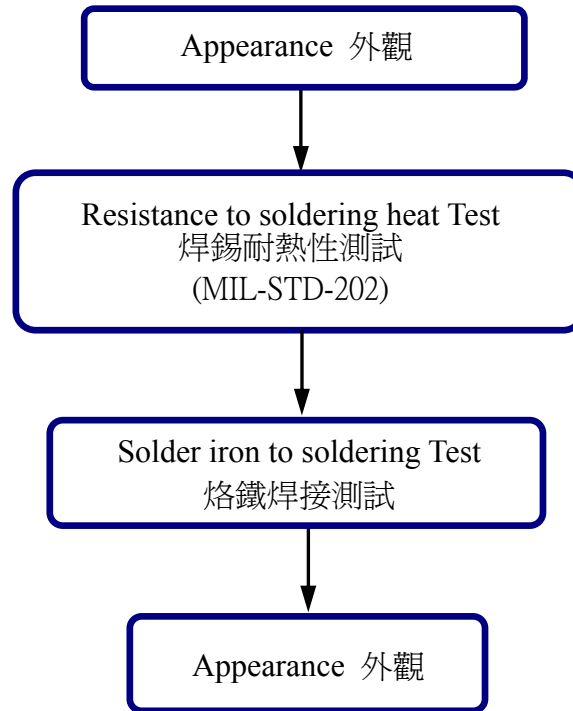 Appearance 外觀
Resistance to soldering heat Test
焊錫耐熱性測試
(MIL-STD-202)
Solder iron to soldering Test
烙鐵焊接測試
Appearance 外觀